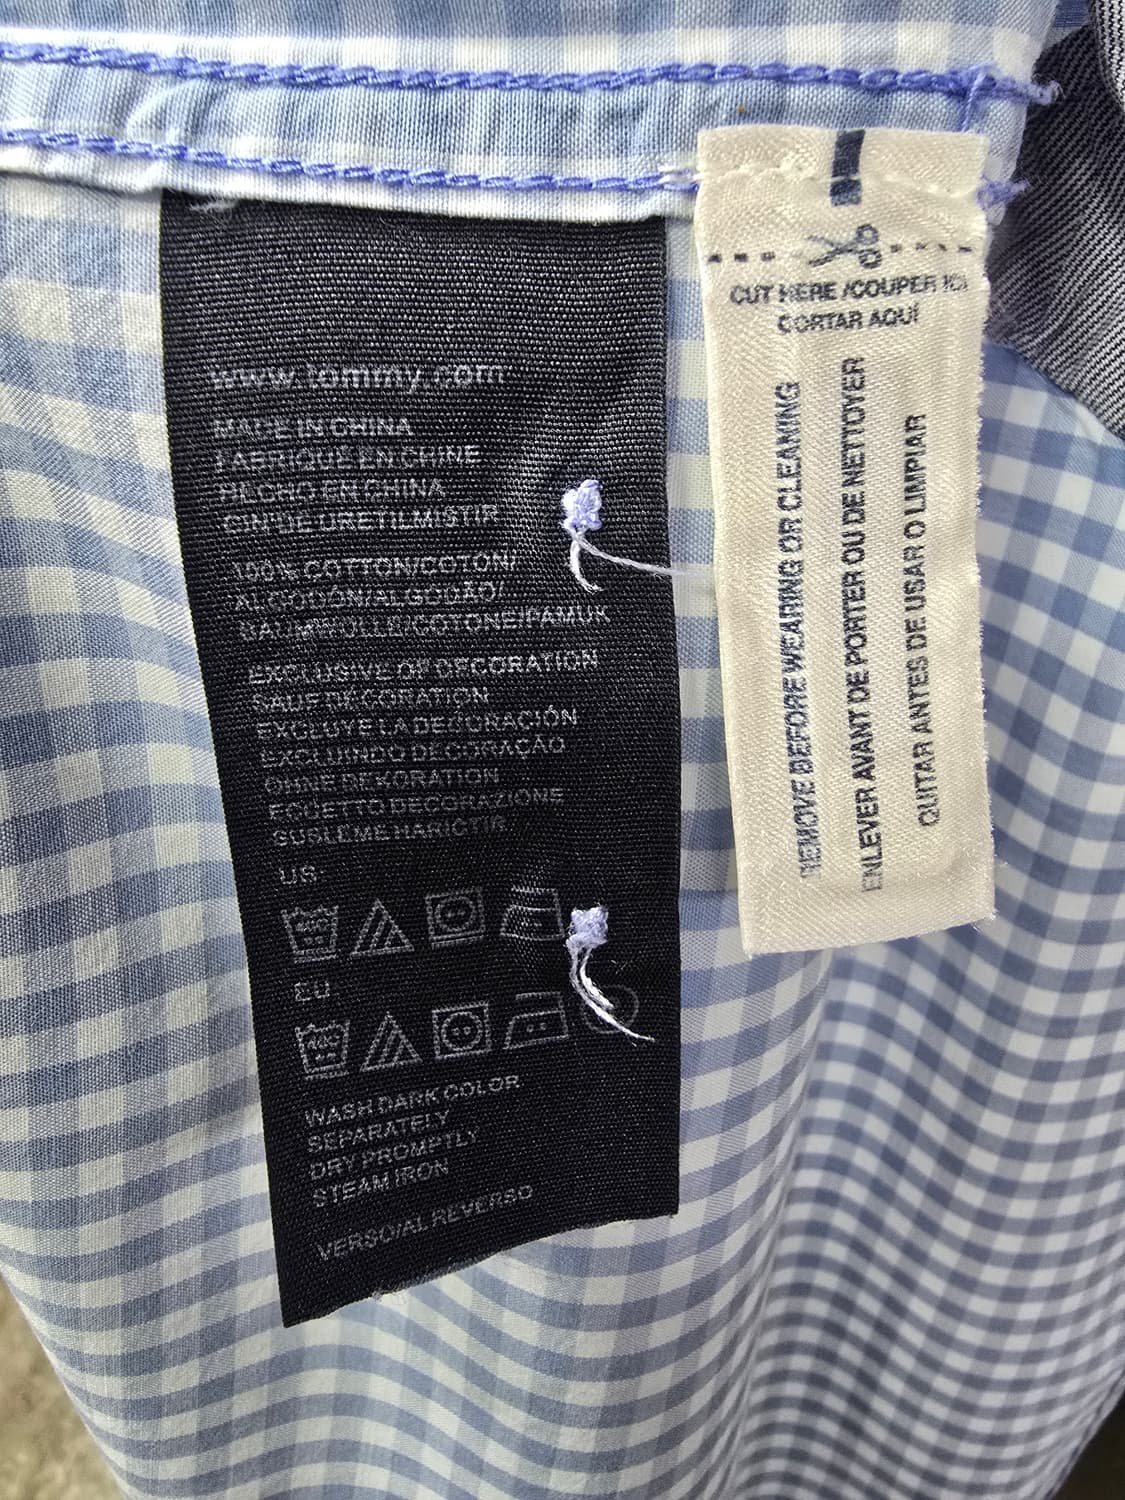 www.tommy.com
MADE IN CHINA
FABRIQUÉ EN CHINE
HECHO EN CHINA
ÇIN'DE ÜRETILMISTIR
100% COTTON/COTON/
ALGODÓN/ALGODÃO/
BAUMWOLLE/COTONE/PAMUK
EXCLUSIVE OF DECORATION
SAUF DÉCORATION
EXCLUYE LA DECORACIÓN
EXCLUINDO DECORAÇÃO
OHNE DEKORATION
ECCETTO DECORAZIONE
SÜSLEME HARIÇTIR
US
EU
WASH DARK COLOR
SEPARATELY
DRY PROMPTLY
STEAM IRON
VERSO/AL REVERSO
CUT HERE /COUPER ICI
CORTAR AQUÍ
REMOVE BEFORE WEARING OR CLEANING
ENLEVER AVANT DE PORTER OU DE NETTOYER
QUITAR ANTES DE USAR O LIMPIAR